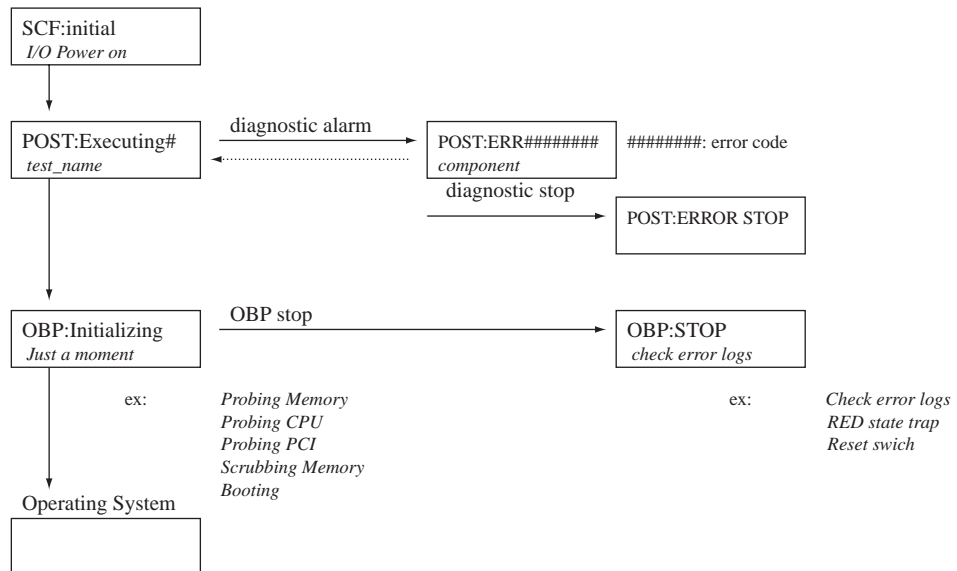 SCF:initial
I/O Power on
POST:Executing#
test_name
diagnostic alarm
POST:ERR########
component
########: error code
diagnostic stop
POST:ERROR STOP
OBP:Initializing
Just a moment
OBP stop
OBP:STOP
check error logs
ex:
Probing Memory
Probing CPU
Probing PCI
Scrubbing Memory
Booting
ex:
Check error logs
RED state trap
Reset swich
Operating System